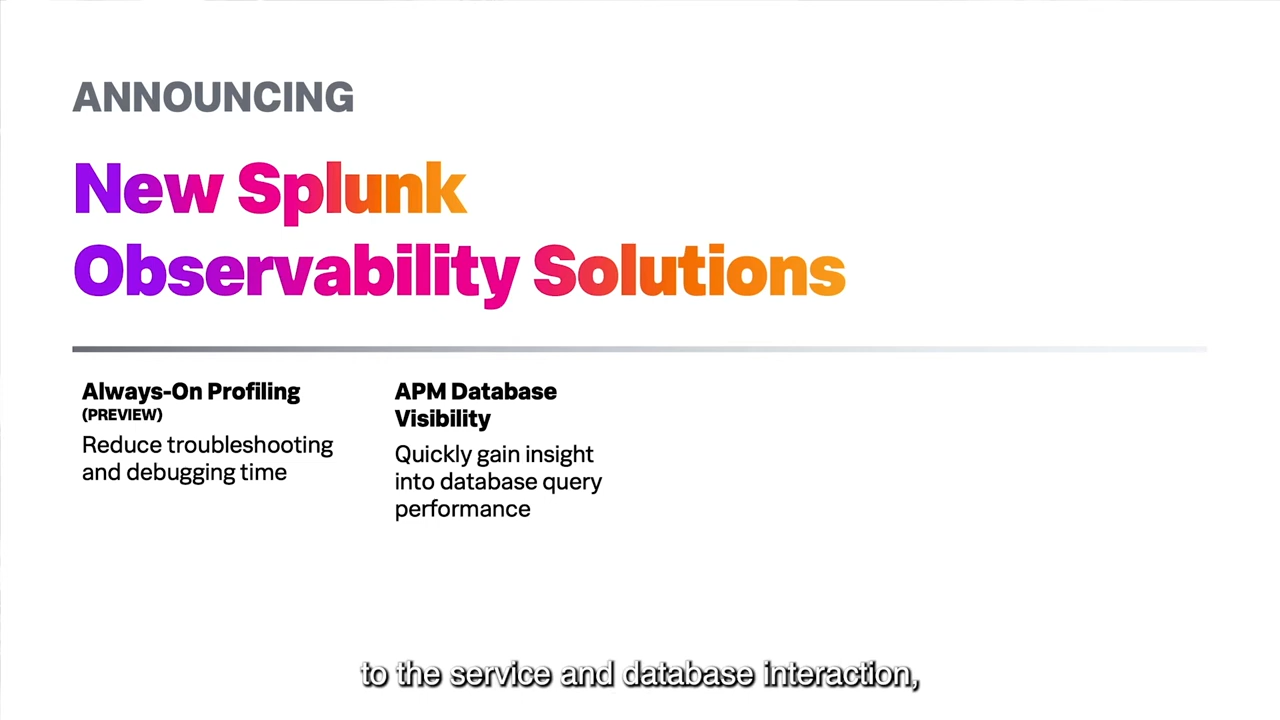 ANNOUNCING
New Splunk
Observability Solutions
Always-On Profiling
(PREVIEW)
Reduce troubleshooting
and debugging time
APM Database
Visibility
Quickly gain insight
into database query
performance
to the service and database interaction,